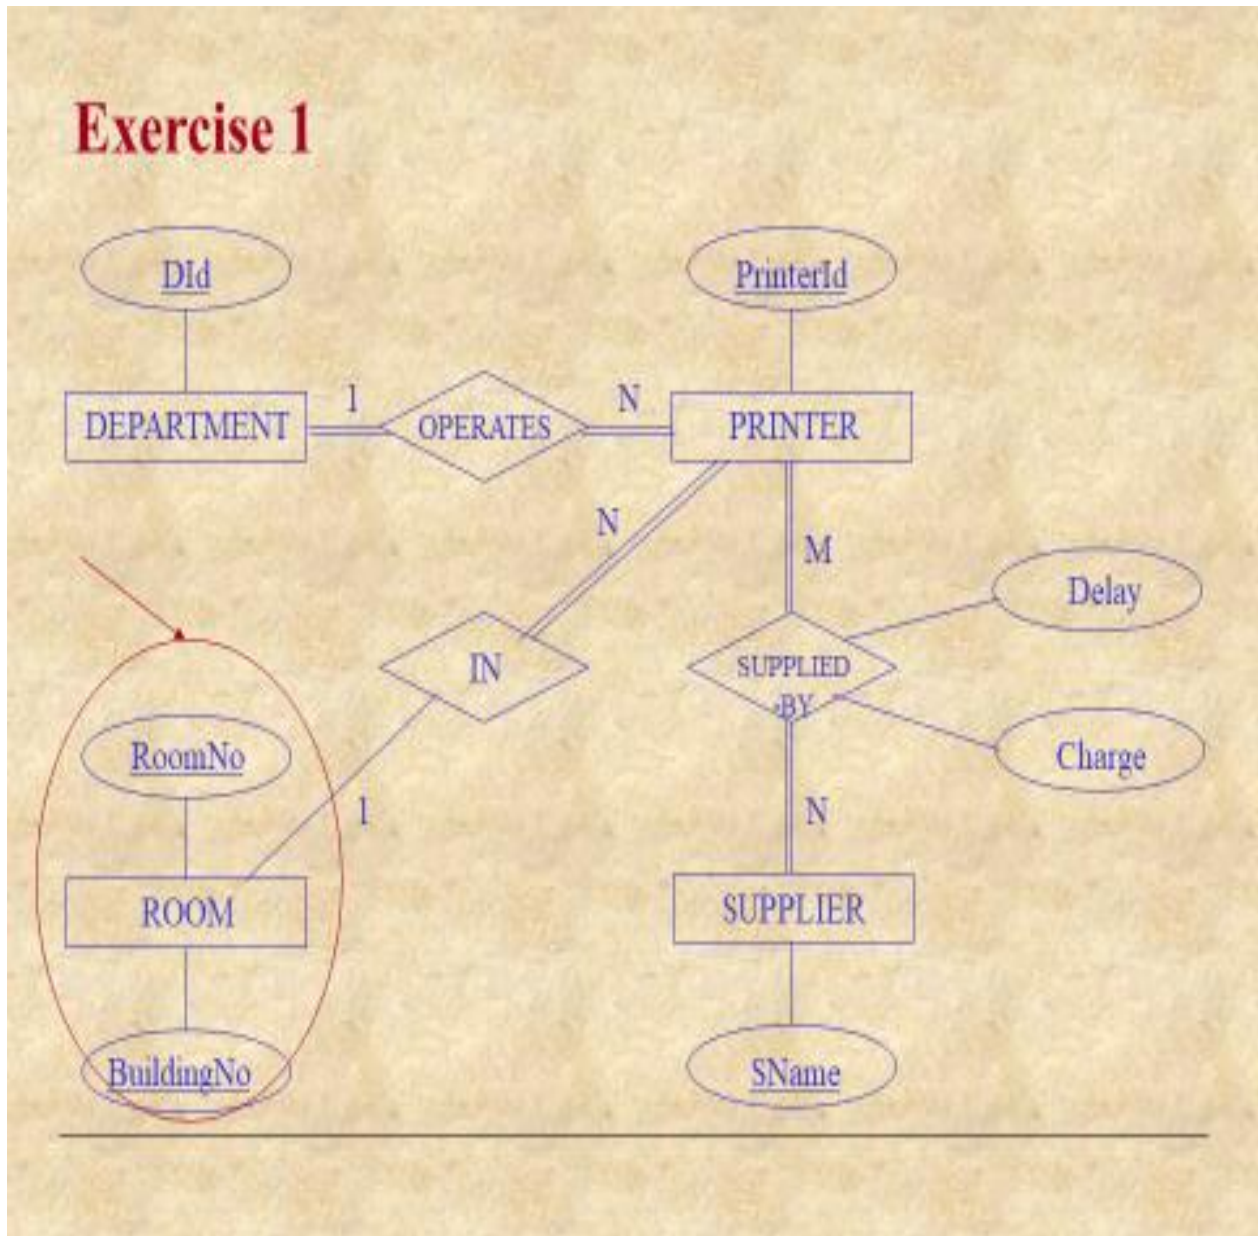 Exercise 1
DId
PrinterId
DEPARTMENT
1
OPERATES
N
PRINTER
N
M
Delay
IN
SUPPLIED
-BY
RoomNo
Charge
1
N
ROOM
SUPPLIER
BuildingNo
SName